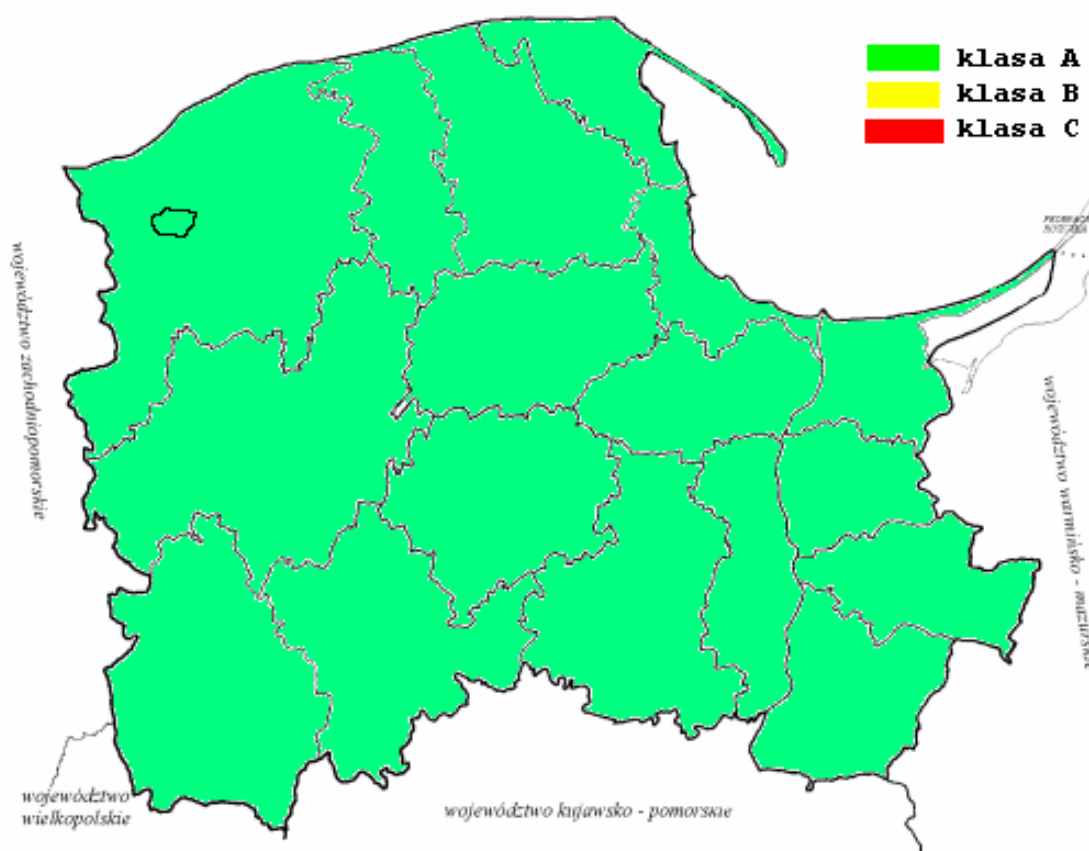 klasa A
klasa B
klasa C
województwo zachodniopomorskie
województwo warmińsko - mazurskie
województwo
wielkopolskie
województwo kujawsko - pomorskie